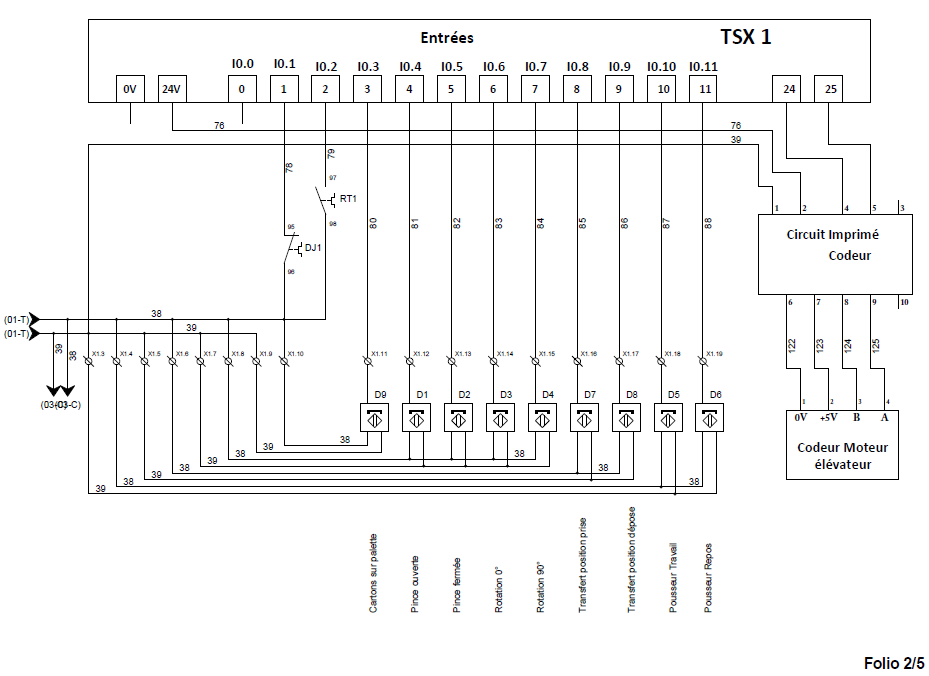 Entrées TSX 1
I0.0 I0.1 I0.2 I0.3 I0.4 I0.5 I0.6 I0.7 I0.8 I0.9 I0.10 I0.11
0V 24V 0 1 2 3 4 5 6 7 8 9 10 11 24 25
76 76
39
78 79
97
RT1
98
95
DJ1
96
80 81 82 83 84 85 86 87 88
1 2 4 5 3
Circuit Imprimé
Codeur
6 7 8 9 10
122 123 124 125
1 2 3 4
0V +5V B A
Codeur Moteur
élévateur
(01-T) 38
(01-T) 39
39 38
X1.3 X1.4 X1.5 X1.6 X1.7 X1.8 X1.9 X1.10 X1.11 X1.12 X1.13 X1.14 X1.15 X1.16 X1.17 X1.18 X1.19
(03-C)
D9 D1 D2 D3 D4 D7 D8 D5 D6
38
39
38 38
39
38 38
39
38 38
39
Cartons sur palette
Pince ouverte
Pince fermée
Rotation 0°
Rotation 90°
Transfert position prise
Transfert position dépose
Pousseur Travail
Pousseur Repos
Folio 2/5